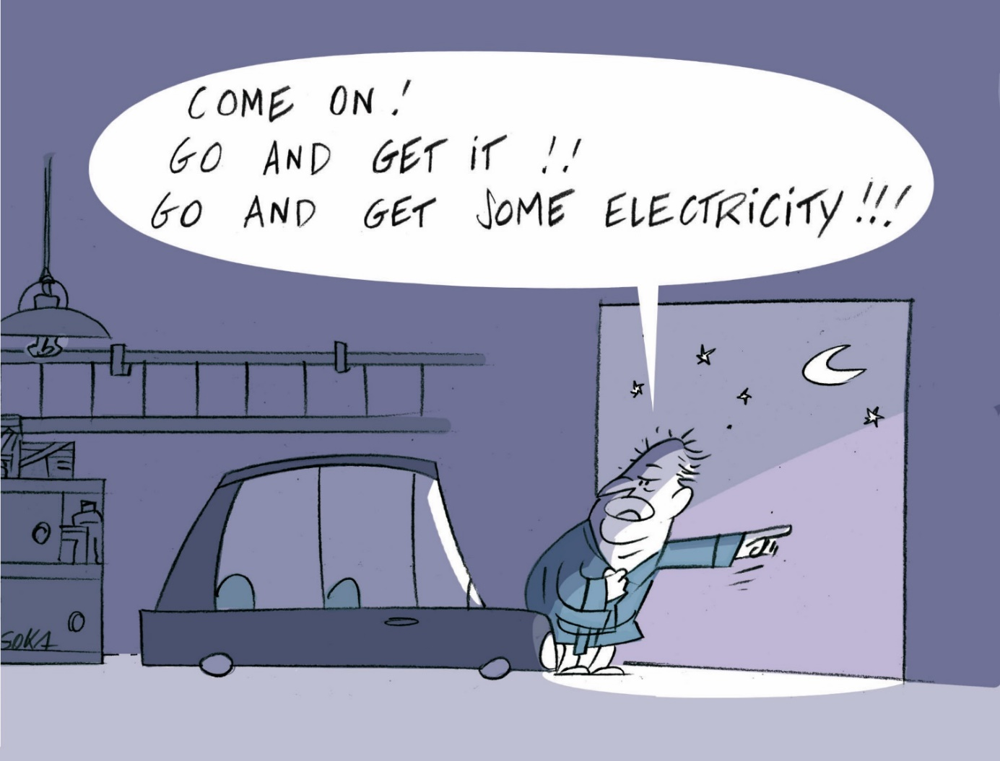 COME ON!
GO AND GET iT !!
GO AND GET SOME ELECTRiCiTY!!!
SOKA